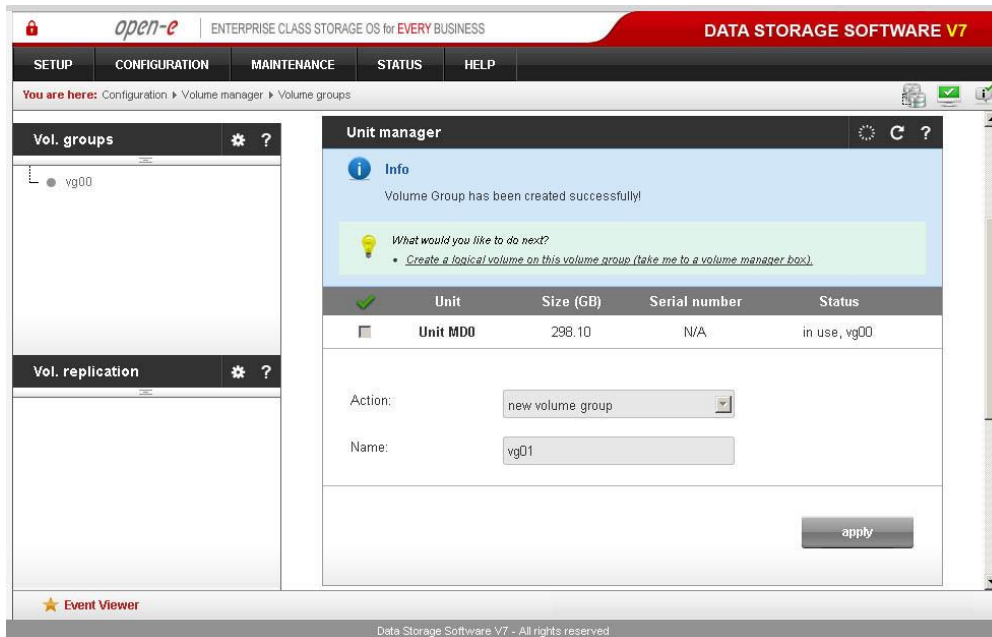 open-e ENTERPRISE CLASS STORAGE OS for EVERY BUSINESS DATA STORAGE SOFTWARE V7
SETUP CONFIGURATION MAINTENANCE STATUS HELP
You are here: Configuration Volume manager Volume groups
Vol. groups ?
vg00
Vol. replication ?
Unit manager ?
Info
Volume Group has been created successfully!
What would you like to do next?
• Create a logical volume on this volume group (take me to a volume manager box).
Unit Size (GB) Serial number Status
Unit MD0 298.10 N/A in use, vg00
Action: new volume group
Name: vg01
apply
Event Viewer
Data Storage Software V7 - All rights reserved